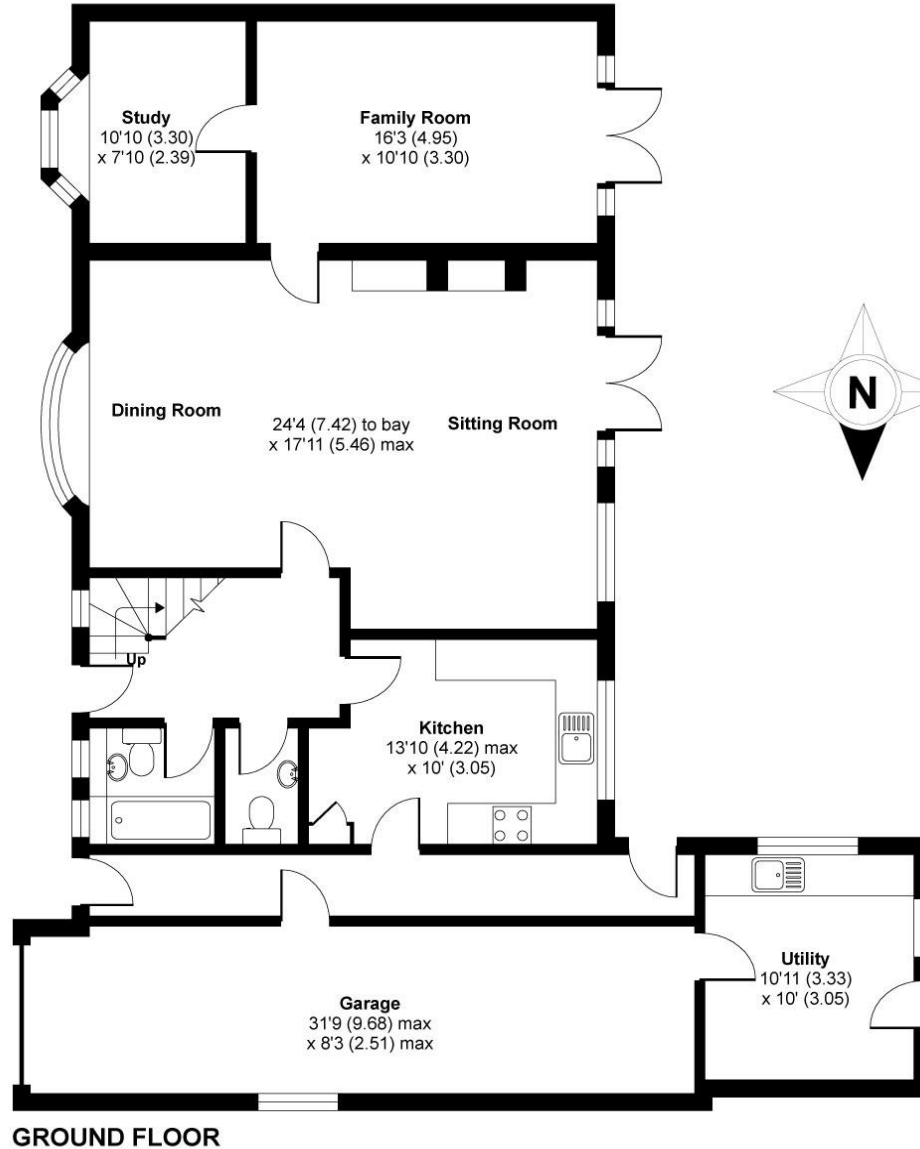 Study
10'10 (3.30)
x 7'10 (2.39)
Family Room
16'3 (4.95)
x 10'10 (3.30)
Dining Room
24'4 (7.42) to bay
x 17'11 (5.46) max
Sitting Room
N
Up
Kitchen
13'10 (4.22) max
x 10' (3.05)
Utility
10'11 (3.33)
x 10' (3.05)
Garage
31'9 (9.68) max
x 8'3 (2.51) max
GROUND FLOOR